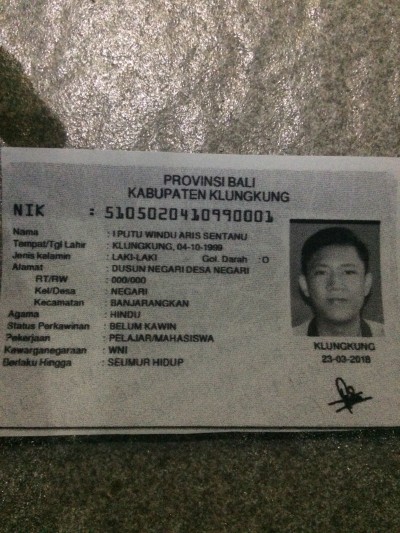 PROVINSI BALI
KABUPATEN KLUNGKUNG
NIK : 5105020410990001
Nama : I PUTU WINDU ARIS SENTANU
Tempat/Tgl Lahir : KLUNGKUNG, 04-10-1999
Jenis kelamin : LAKI-LAKI Gol. Darah : O
Alamat : DUSUN NEGARI DESA NEGARI
RT/RW : 000/000
Kel/Desa : NEGARI
Kecamatan : BANJARANGKAN
Agama : HINDU
Status Perkawinan : BELUM KAWIN
Pekerjaan : PELAJAR/MAHASISWA
Kewarganegaraan : WNI
Berlaku Hingga : SEUMUR HIDUP
KLUNGKUNG
23-03-2018